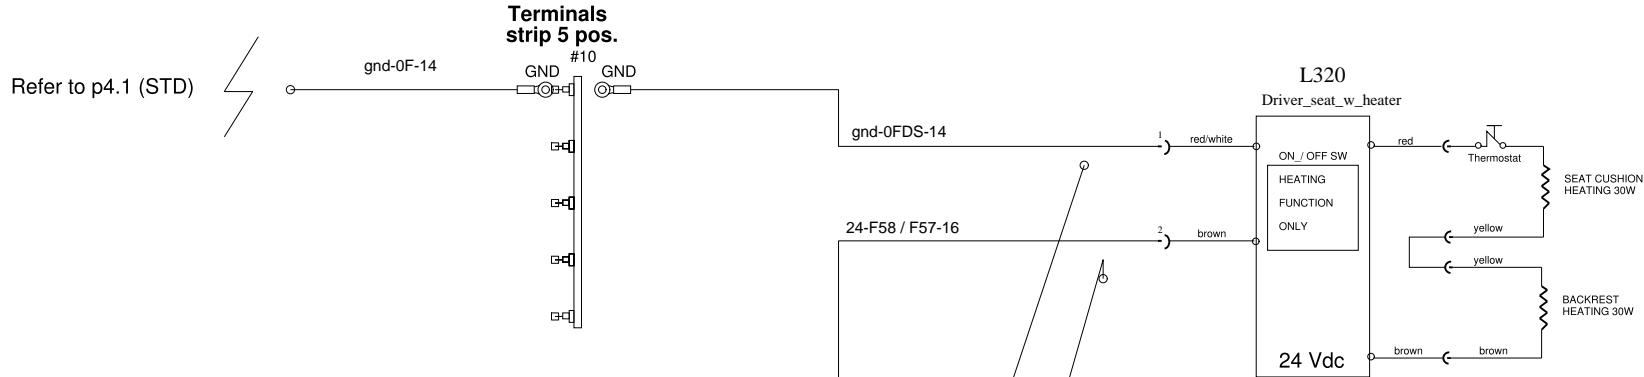 Terminals
strip 5 pos.
#10
Refer to p4.1 (STD)
gnd-0F-14
GND
GND
L320
Driver_seat_w_heater
gnd-0FDS-14
1
red/white
ON_/ OFF SW
HEATING
FUNCTION
ONLY
red
Thermostat
SEAT CUSHION
HEATING 30W
24-F58 / F57-16
2
brown
yellow
yellow
BACKREST
HEATING 30W
24 Vdc
brown
brown